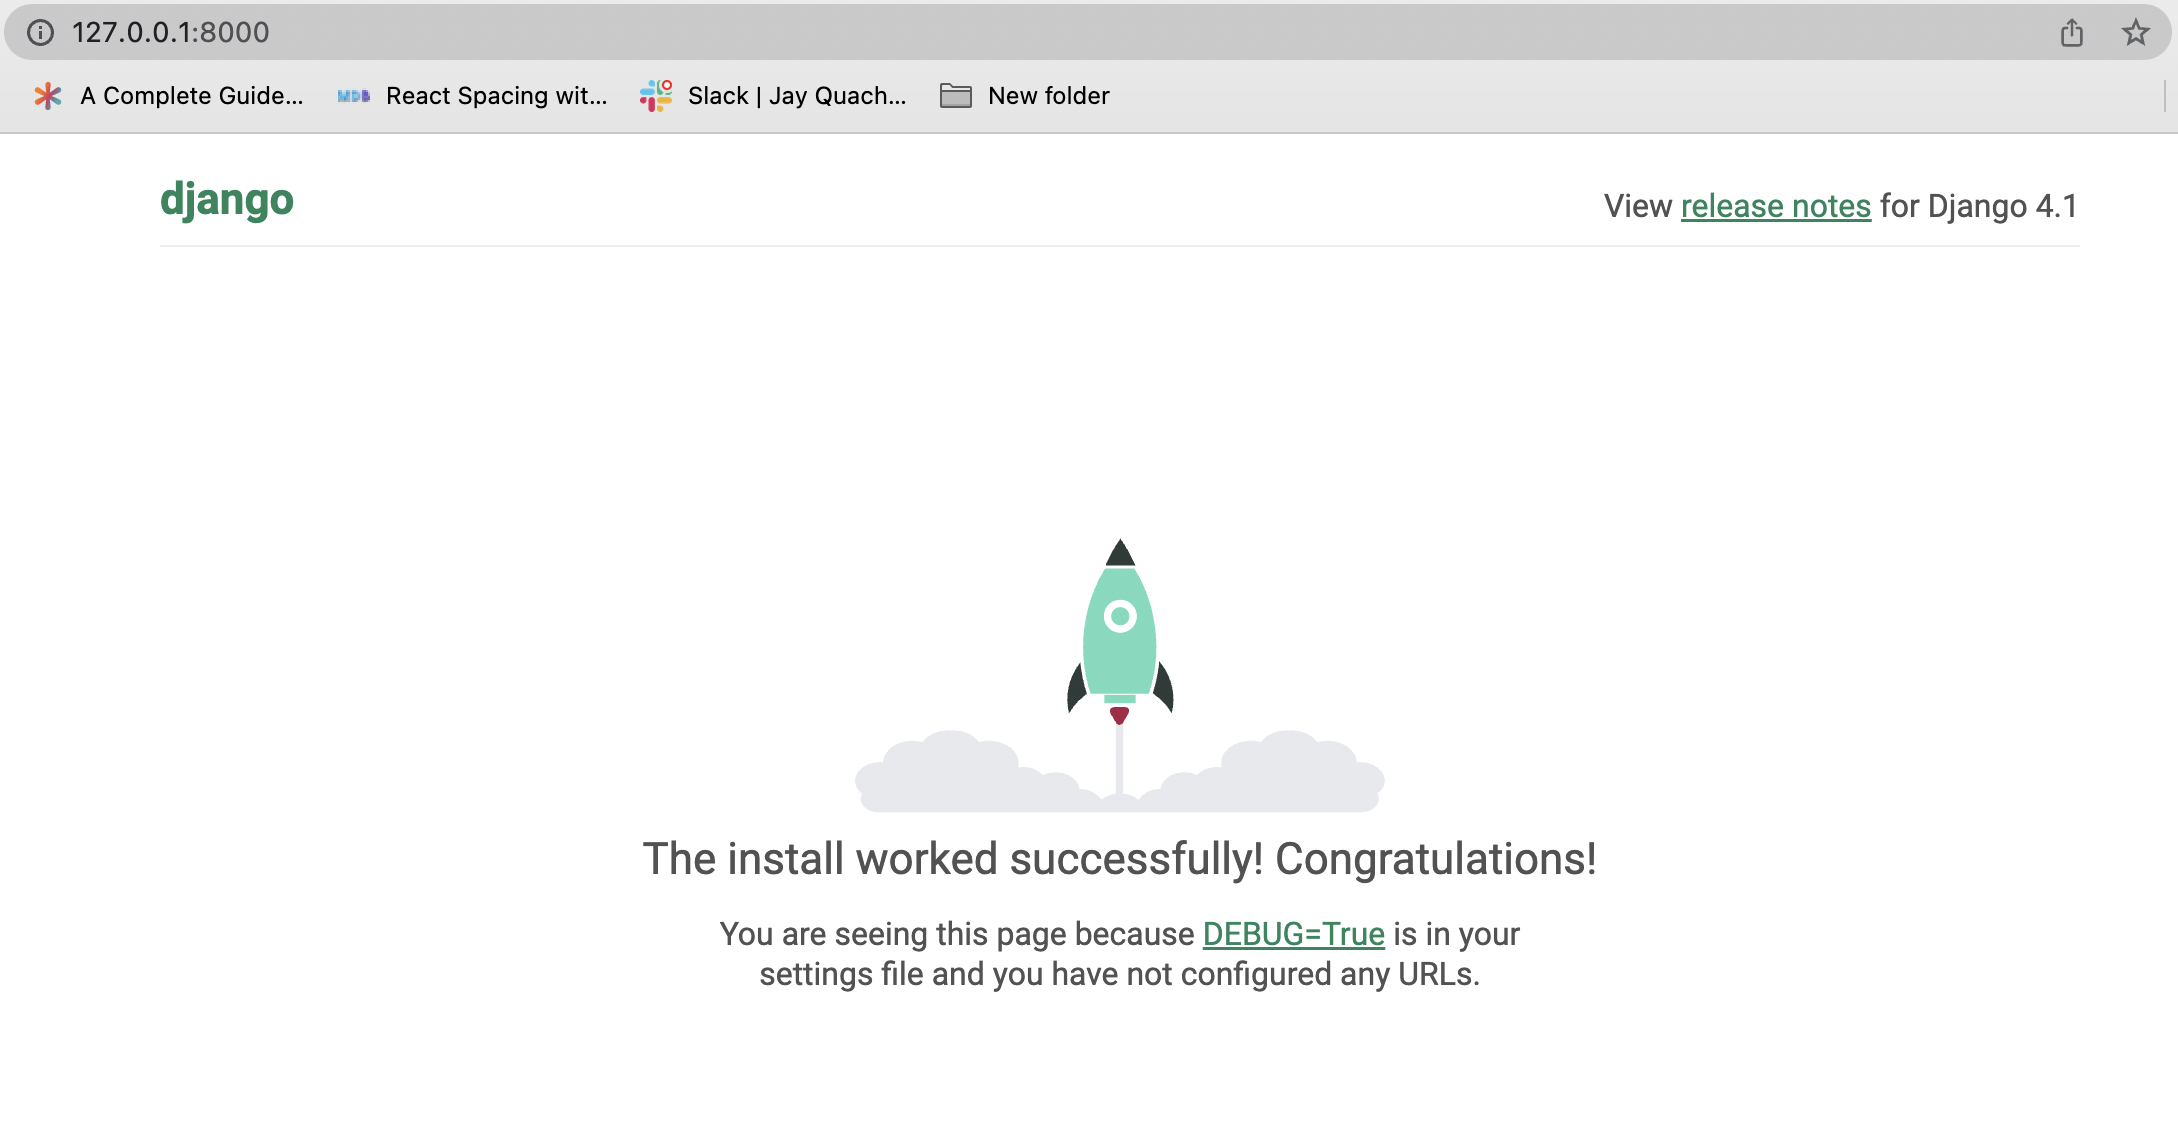 127.0.0.1:8000
A Complete Guide...
MDB
React Spacing wit...
Slack | Jay Quach...
New folder
django
View release notes for Django 4.1
The install worked successfully! Congratulations!
You are seeing this page because DEBUG=True is in your
settings file and you have not configured any URLs.